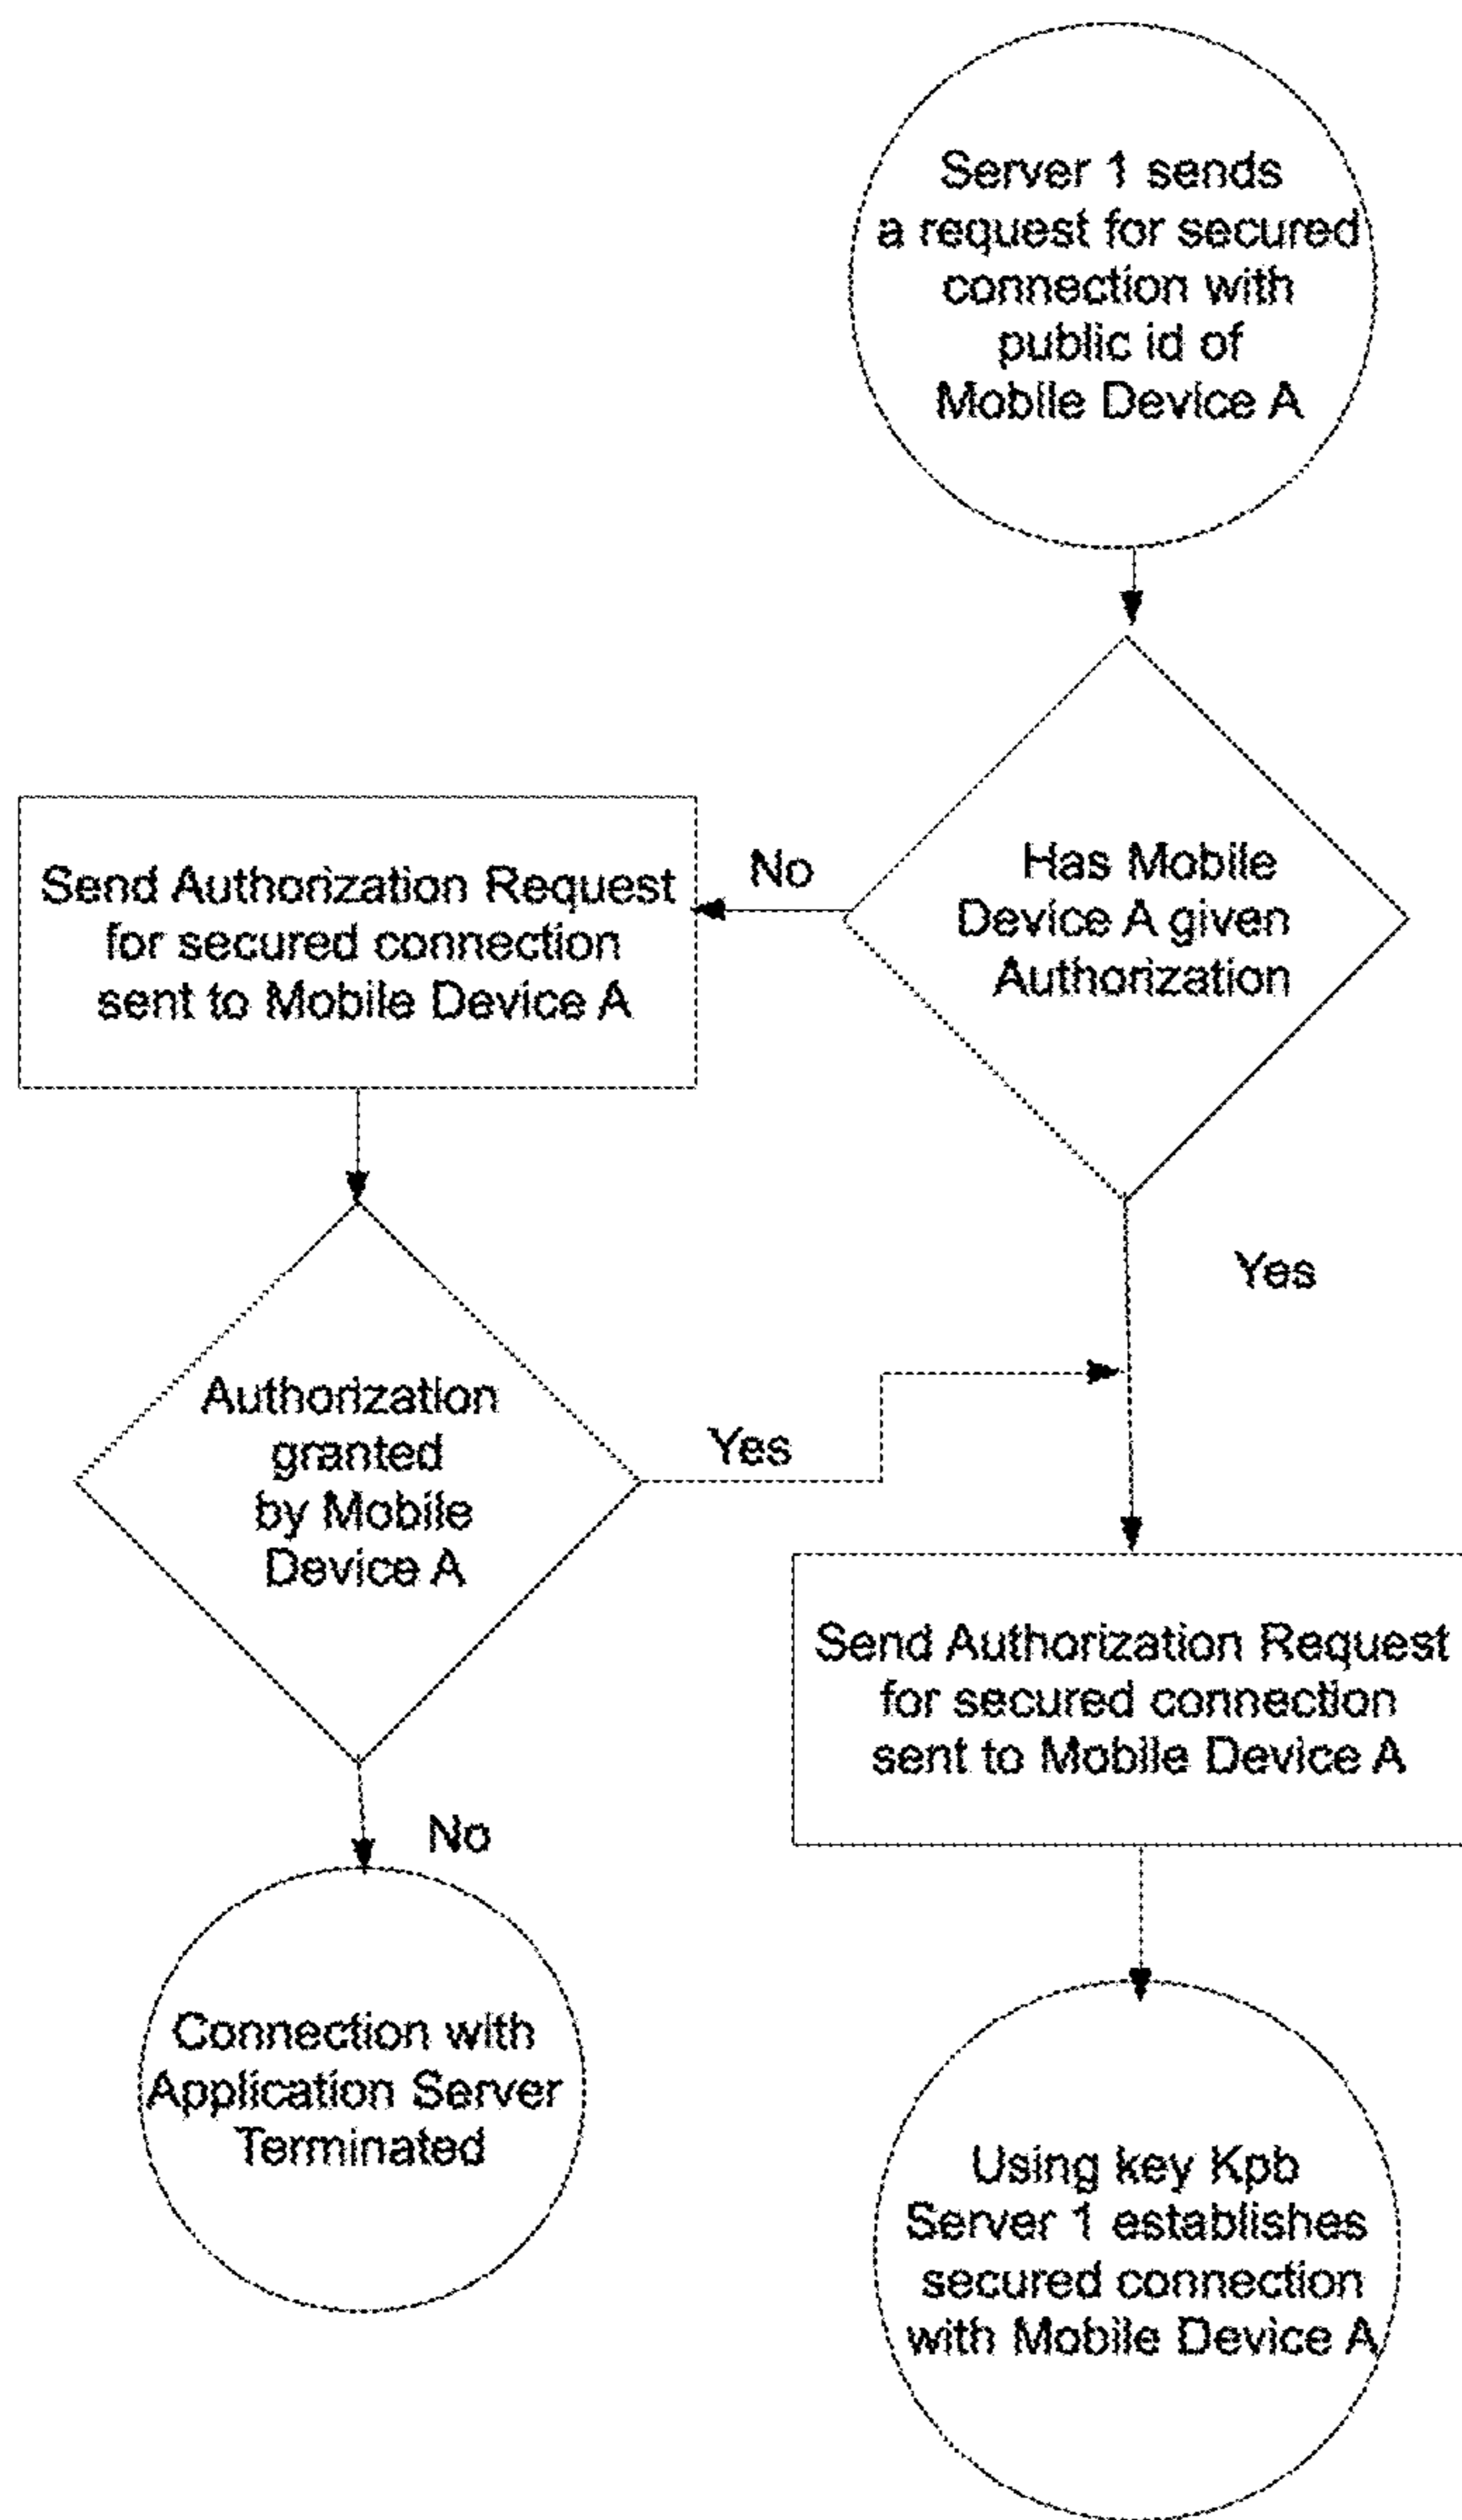 Server 1 sends
a request for secured
connection with
public id of
Mobile Device A
Has Mobile
Device A given
Authorization
No
Send Authorization Request
for secured connection
sent to Mobile Device A
Yes
Authorization
granted
by Mobile
Device A
Yes
No
Send Authorization Request
for secured connection
sent to Mobile Device A
Connection with
Application Server
Terminated
Using key Kpb
Server 1 establishes
secured connection
with Mobile Device A